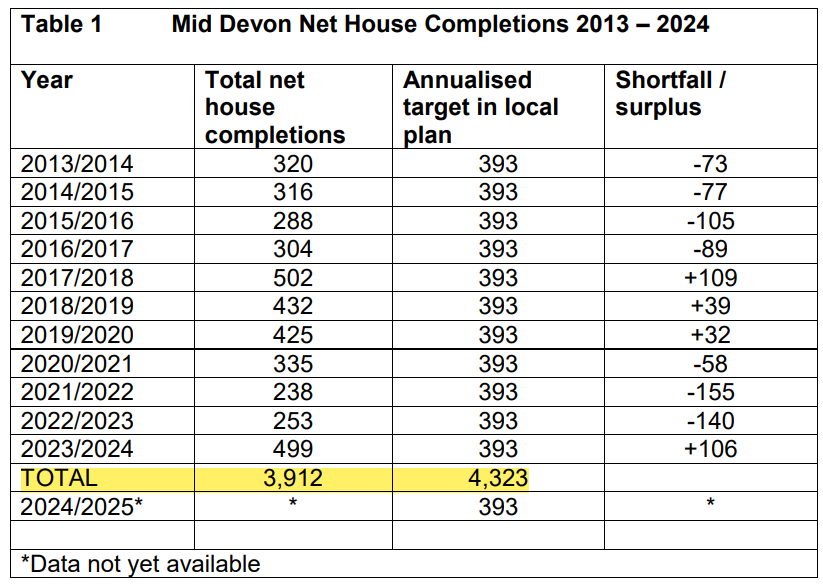 Table 1 Mid Devon Net House Completions 2013 – 2024
Year Total net house completions Annualised target in local plan Shortfall / surplus
2013/2014 320 393 -73
2014/2015 316 393 -77
2015/2016 288 393 -105
2016/2017 304 393 -89
2017/2018 502 393 +109
2018/2019 432 393 +39
2019/2020 425 393 +32
2020/2021 335 393 -58
2021/2022 238 393 -155
2022/2023 253 393 -140
2023/2024 499 393 +106
TOTAL 3,912 4,323
2024/2025* * 393 *
*Data not yet available